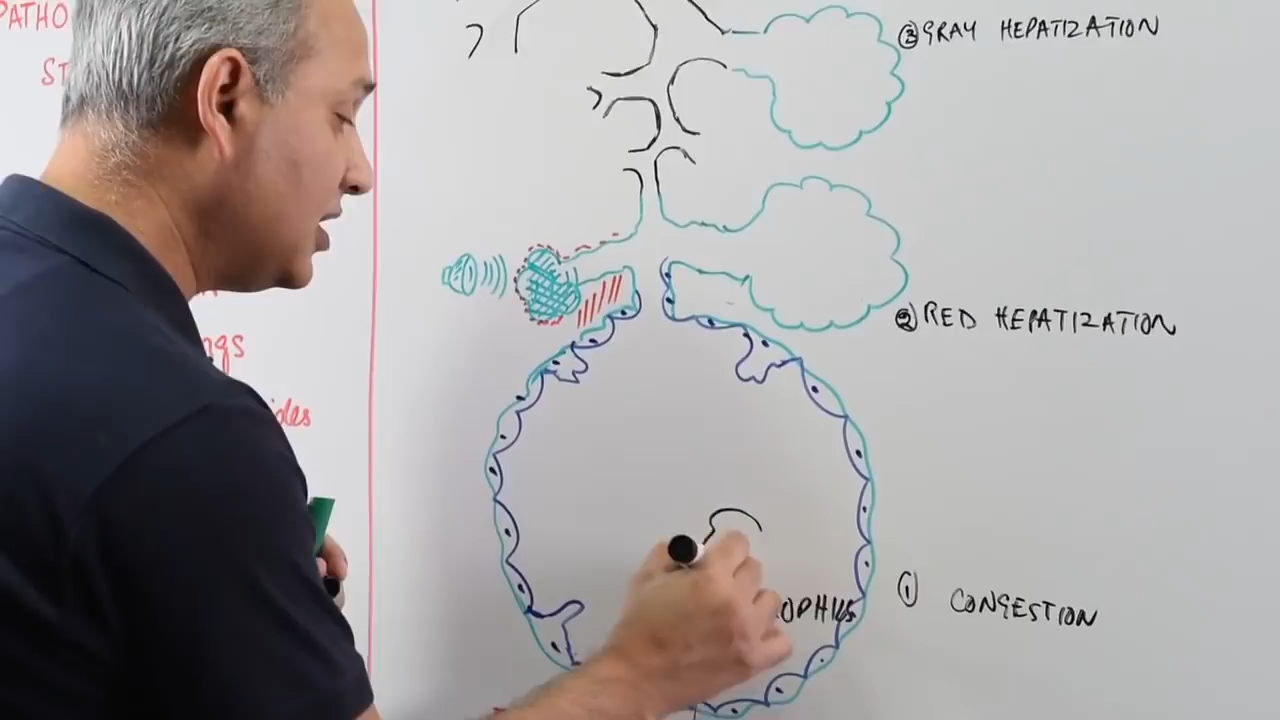 PATHO
ST
③ GRAY HEPATIZATION
② RED HEPATIZATION
ngs
ides
OPHILS
① CONGESTION